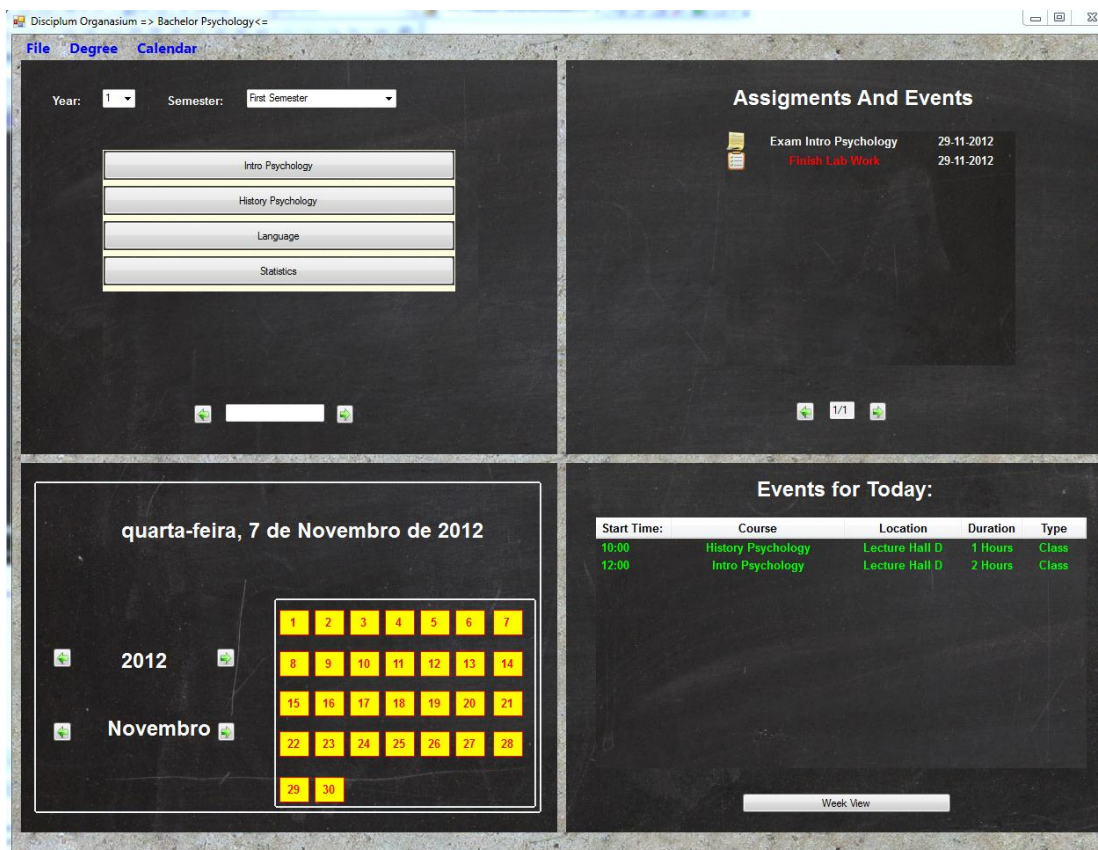 Disciplum Organasium => Bachelor Psychology<=
File Degree Calendar
Year: 1 Semester: First Semester
Intro Psychology
History Psychology
Language
Statistics
Assigments And Events
Exam Intro Psychology 29-11-2012
Finish Lab Work 29-11-2012
1/1
quarta-feira, 7 de Novembro de 2012
2012
Novembro
1 2 3 4 5 6 7
8 9 10 11 12 13 14
15 16 17 18 19 20 21
22 23 24 25 26 27 28
29 30
Events for Today:
Start Time: Course Location Duration Type
10:00 History Psychology Lecture Hall D 1 Hours Class
12:00 Intro Psychology Lecture Hall D 2 Hours Class
Week View